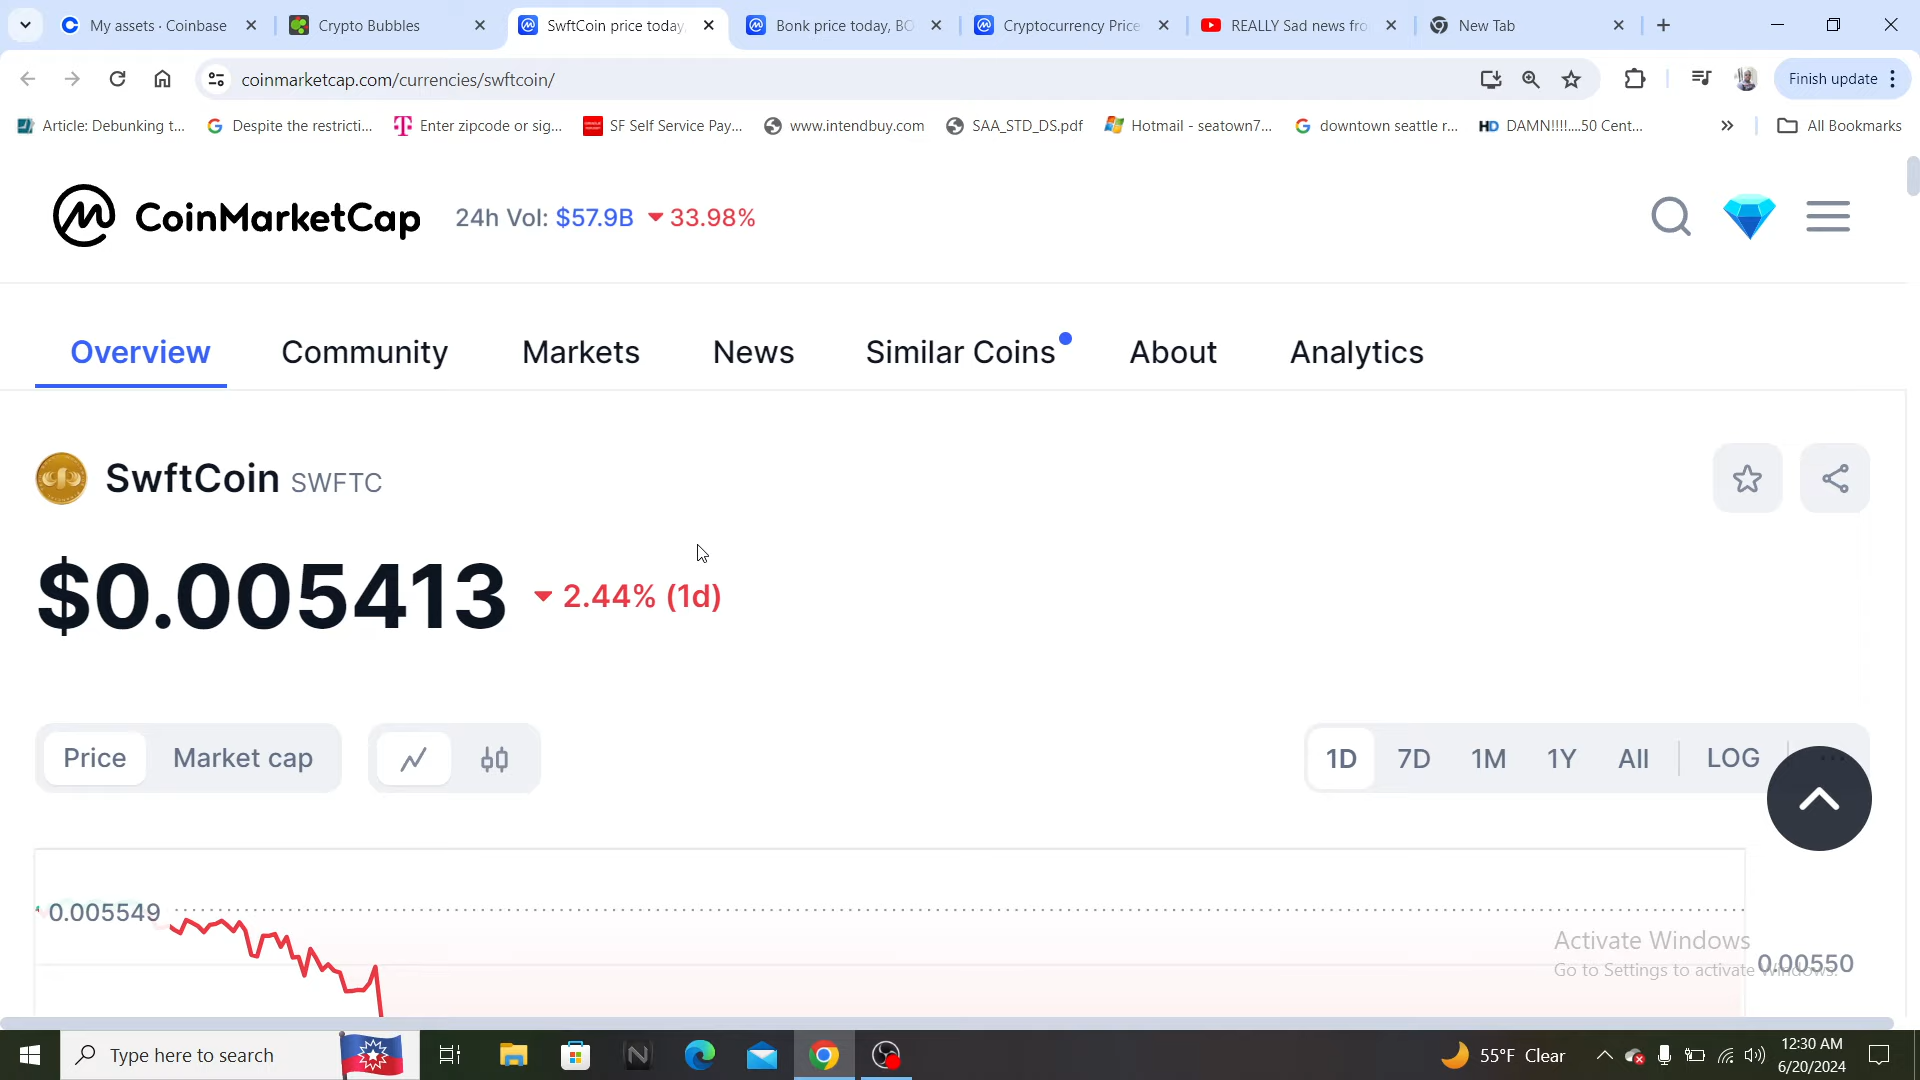 My assets · Coinbase
Crypto Bubbles
SwftCoin price today,
Bonk price today, BO
Cryptocurrency Price
REALLY Sad news fro
New Tab
coinmarketcap.com/currencies/swftcoin/
Finish update
Article: Debunking t...
Despite the restricti...
Enter zipcode or sig...
SF Self Service Pay...
www.intendbuy.com
SAA_STD_DS.pdf
Hotmail - seatown7...
downtown seattle r...
HD DAMN!!!!....50 Cent...
All Bookmarks
CoinMarketCap
24h Vol: $57.9B 33.98%
Overview
Community
Markets
News
Similar Coins
About
Analytics
SwftCoin SWFTC
$0.005413 2.44% (1d)
Price
Market cap
1D
7D
1M
1Y
All
LOG
0.005549
0.00550
Activate Windows
Go to Settings to activate Windows.
Type here to search
55°F Clear
12:30 AM
6/20/2024